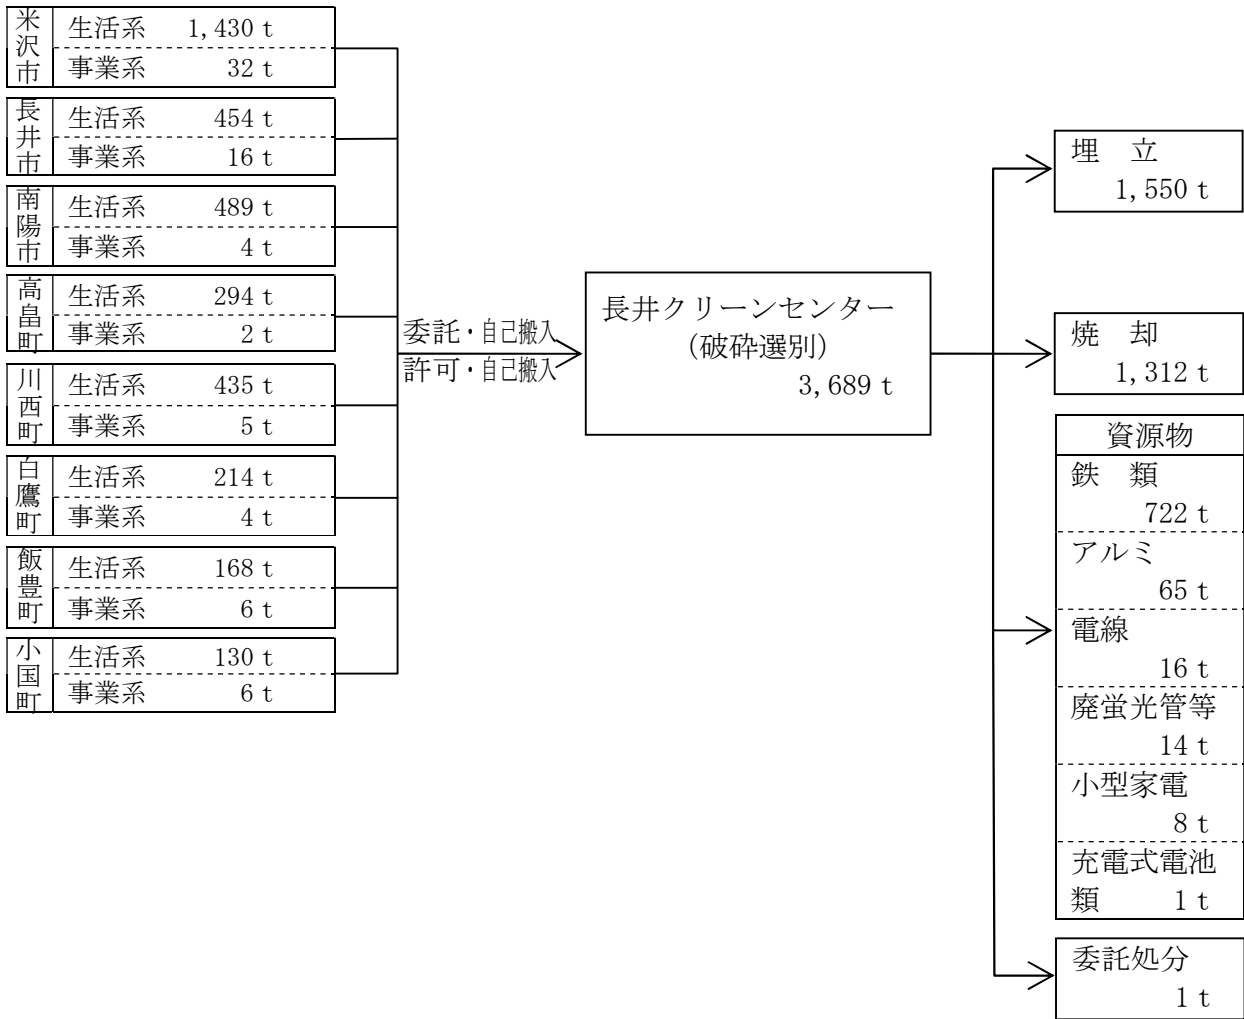 米沢市
生活系 1,430 t
事業系 32 t
長井市
生活系 454 t
事業系 16 t
南陽市
生活系 489 t
事業系 4 t
高畠町
生活系 294 t
事業系 2 t
川西町
生活系 435 t
事業系 5 t
白鷹町
生活系 214 t
事業系 4 t
飯豊町
生活系 168 t
事業系 6 t
小国町
生活系 130 t
事業系 6 t
委託・自己搬入
許可・自己搬入
長井クリーンセンター
(破砕選別)
3,689 t
埋 立
1,550 t
焼 却
1,312 t
資源物
鉄 類
722 t
アルミ
65 t
電線
16 t
廃蛍光管等
14 t
小型家電
8 t
充電式電池
類 1 t
委託処分
1 t